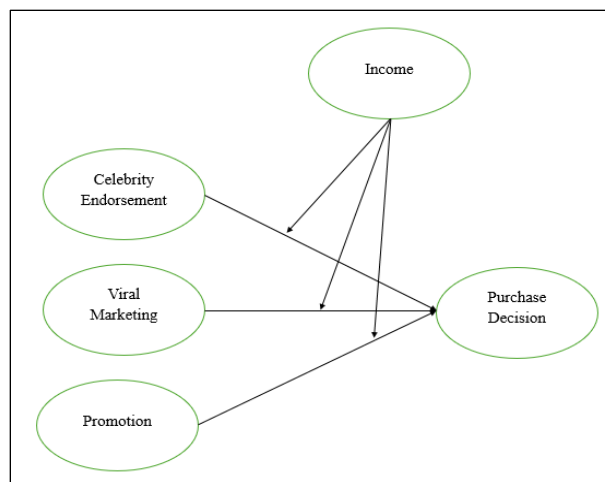 Income
Celebrity
Endorsement
Viral
Marketing
Purchase
Decision
Promotion